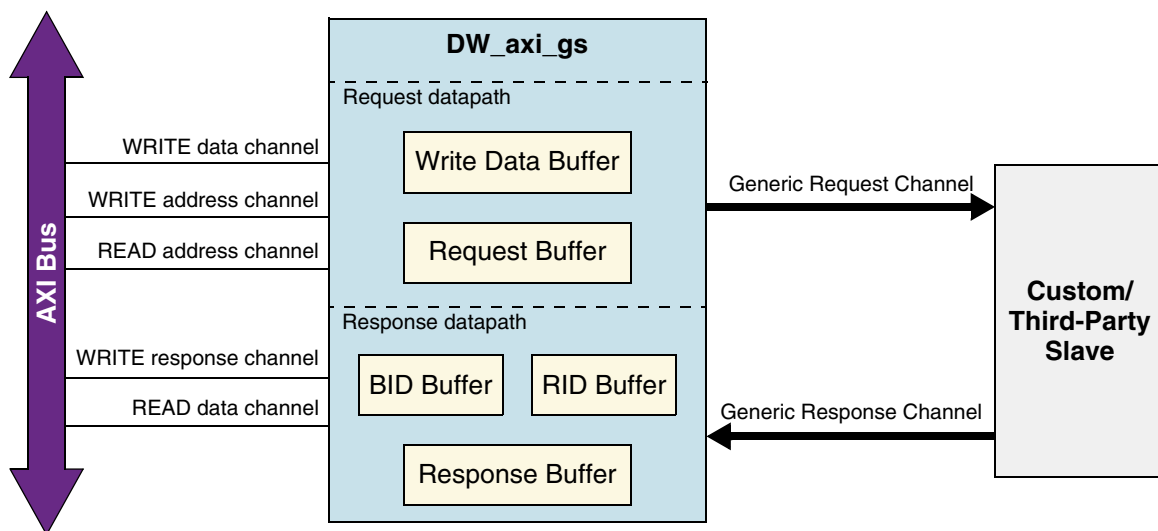 DW_axi_gs
Request datapath
WRITE data channel
Write Data Buffer
Generic Request Channel
WRITE address channel
READ address channel
Request Buffer
AXI Bus
Custom/
Third-Party
Slave
Response datapath
WRITE response channel
BID Buffer
RID Buffer
READ data channel
Generic Response Channel
Response Buffer